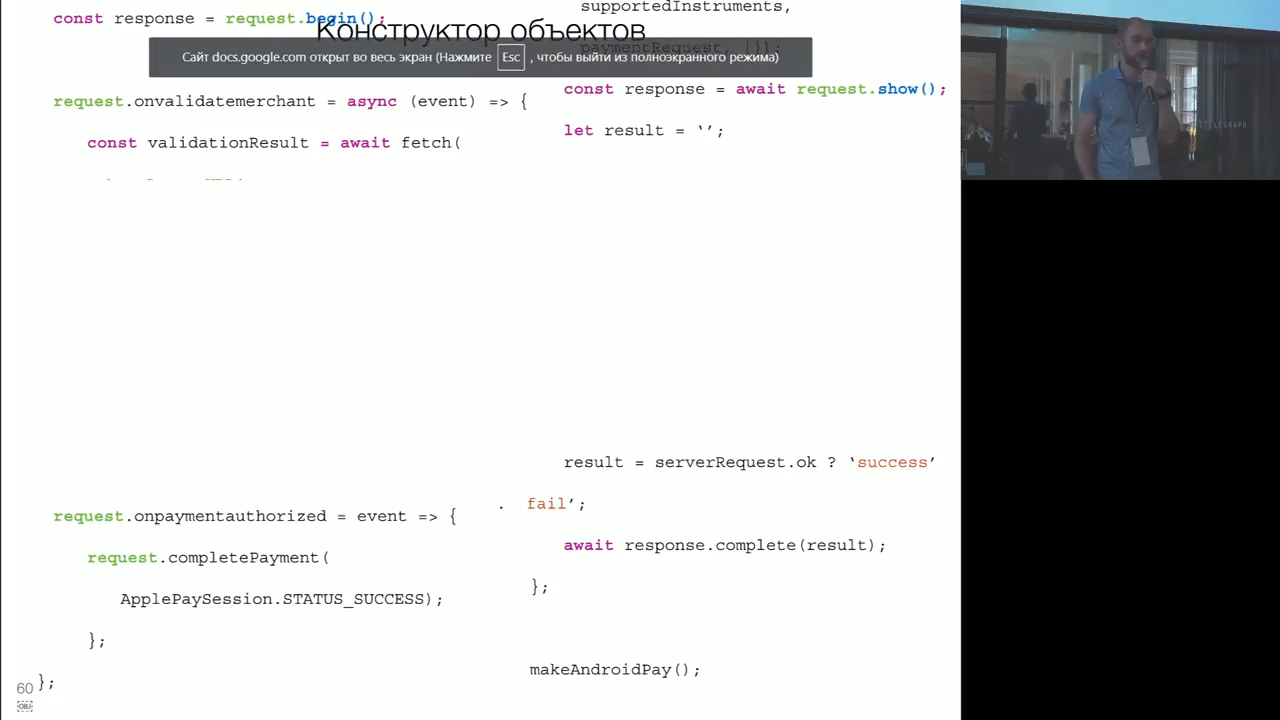 Конструктор объектов
Сайт docs.google.com открыт во весь экран (Нажмите Esc , чтобы выйти из полноэкранного режима)
const response = request.begin();
request.onvalidatemerchant = async (event) => {
const validationResult = await fetch(
request.onpaymentauthorized = event => {
request.completePayment(
ApplePaySession.STATUS_SUCCESS);
};
};
60
OBJ
supportedInstruments,
paymentRequest, {});
const response = await request.show();
let result = ‘’;
result = serverRequest.ok ? ‘success’
. fail’;
await response.complete(result);
};
makeAndroidPay();